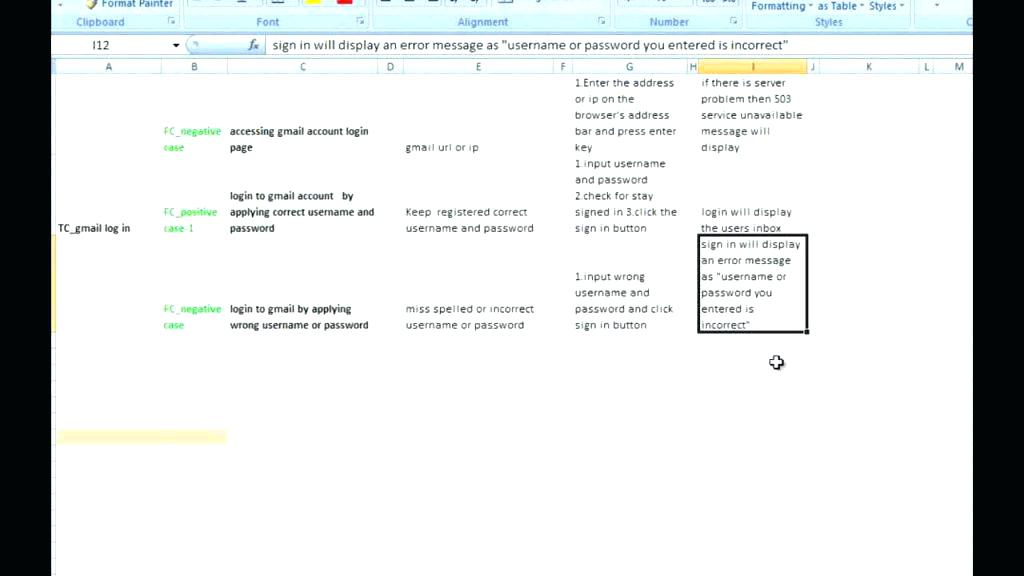 Format Painter
Formatting as Table Styles
Clipboard Font Alignment Number Styles
I12 fx sign in will display an error message as "username or password you entered is incorrect"
A B C D E F G H I J K L M
1.Enter the address
or ip on the
browser's address
bar and press enter
key
if there is server
problem then 503
service unavailable
message will
display
FC_negative
case
accessing gmail account login
page
gmail url or ip
1.input username
and password
2.check for stay
signed in 3.click the
sign in button
TC_gmail log in
FC_positive
case-1
login to gmail account by
applying correct username and
password
Keep registered correct
username and password
login will display
the users inbox
FC_negative
case
login to gmail by applying
wrong username or password
miss spelled or incorrect
username or password
1.input wrong
username and
password and click
sign in button
sign in will display
an error message
as "username or
password you
entered is
incorrect"